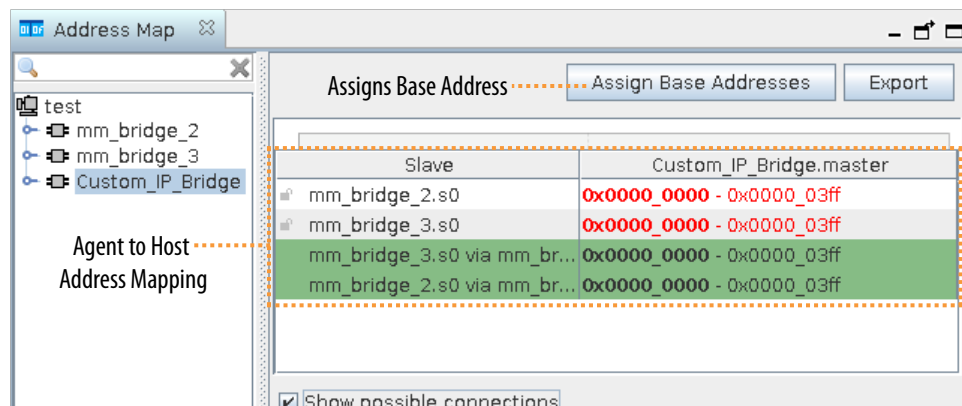 Address Map
Assigns Base Address
Assign Base Addresses
Export
test
mm_bridge_2
mm_bridge_3
Custom_IP_Bridge
Agent to Host
Address Mapping
Slave Custom_IP_Bridge.master
mm_bridge_2.s0 0x0000_0000 - 0x0000_03ff
mm_bridge_3.s0 0x0000_0000 - 0x0000_03ff
mm_bridge_3.s0 via mm_br... 0x0000_0000 - 0x0000_03ff
mm_bridge_2.s0 via mm_br... 0x0000_0000 - 0x0000_03ff
Show possible connections